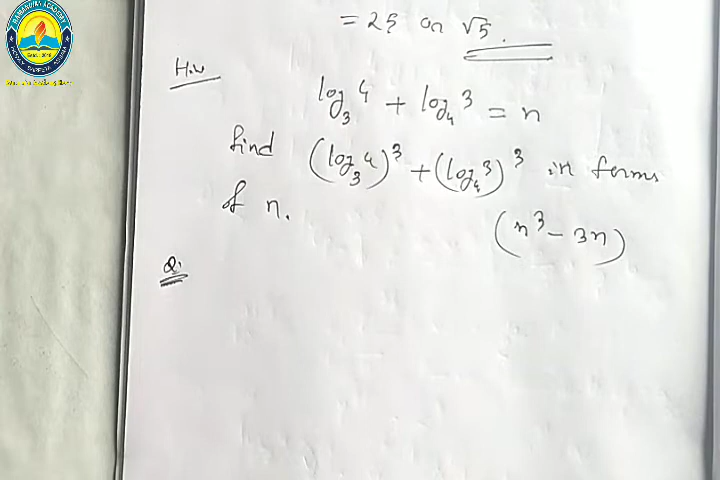 = 25 or √5.
H.W
log₃4 + log₄3 = n
find (log₃4)³ + (log₄3)³ in terms
of n.
(n³ - 3n)
Q.